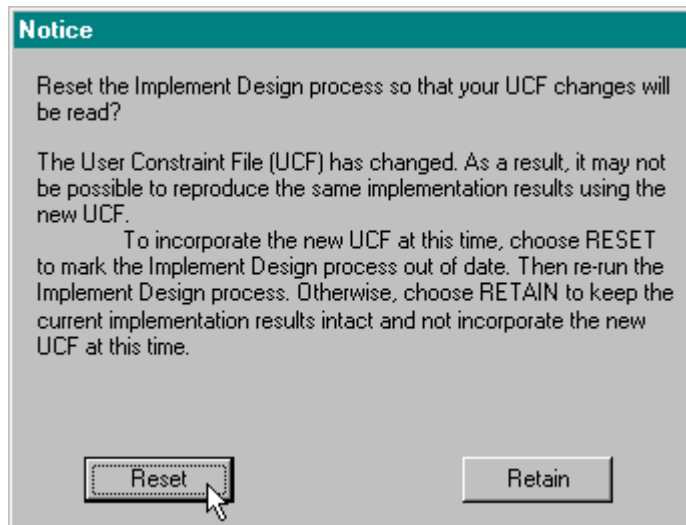 Notice
Reset the Implement Design process so that your UCF changes will
be read?
The User Constraint File (UCF) has changed. As a result, it may not
be possible to reproduce the same implementation results using the
new UCF.
To incorporate the new UCF at this time, choose RESET
to mark the Implement Design process out of date. Then re-run the
Implement Design process. Otherwise, choose RETAIN to keep the
current implementation results intact and not incorporate the new
UCF at this time.
Reset
Retain